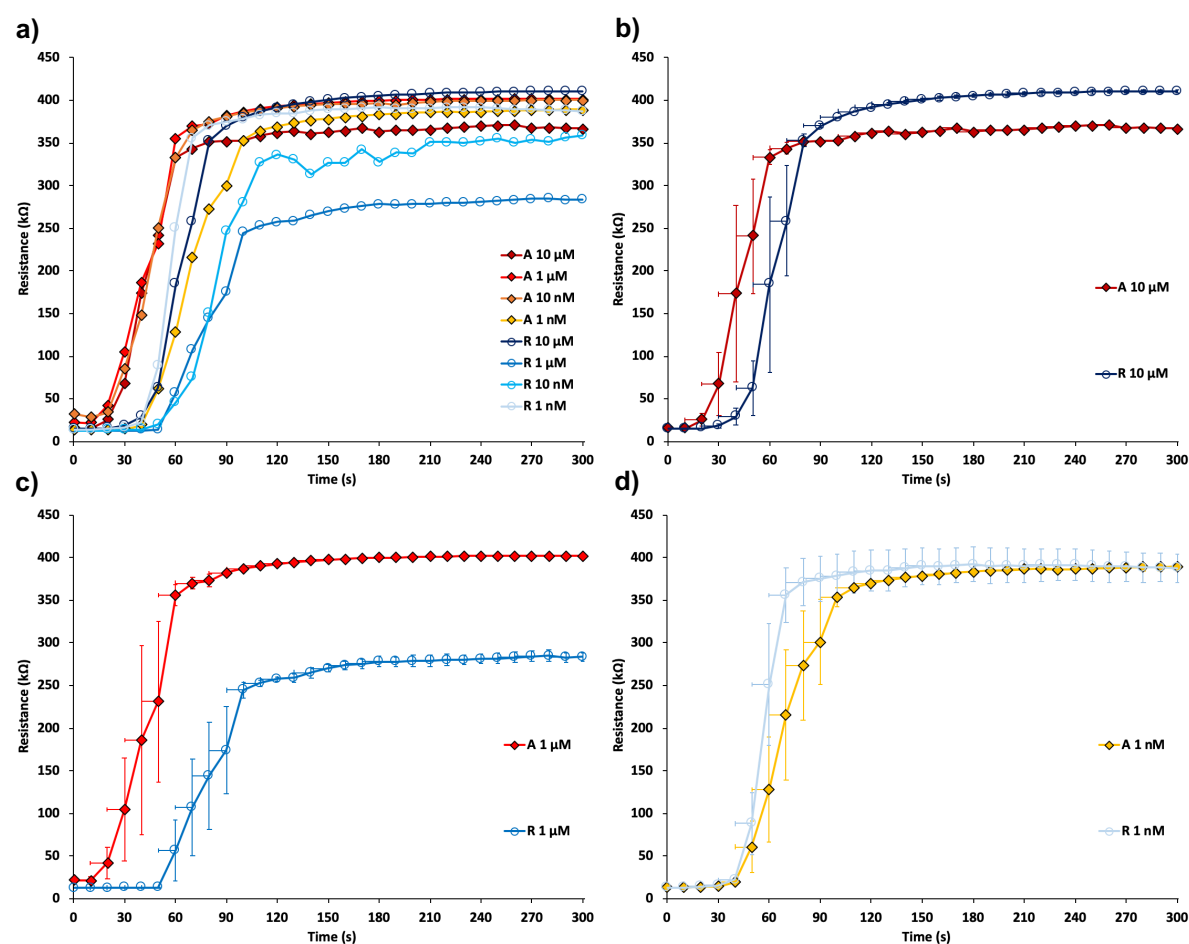 a)
450
400
350
300
250
200
150
100
50
0
Resistance (kΩ)
0 30 60 90 120 150 180 210 240 270 300
Time (s)
A 10 µM
A 1 µM
A 10 nM
A 1 nM
R 10 µM
R 1 µM
R 10 nM
R 1 nM
b)
450
400
350
300
250
200
150
100
50
0
Resistance (kΩ)
0 30 60 90 120 150 180 210 240 270 300
Time (s)
A 10 µM
R 10 µM
c)
450
400
350
300
250
200
150
100
50
0
Resistance (kΩ)
0 30 60 90 120 150 180 210 240 270 300
Time (s)
A 1 µM
R 1 µM
d)
450
400
350
300
250
200
150
100
50
0
Resistance (kΩ)
0 30 60 90 120 150 180 210 240 270 300
Time (s)
A 1 nM
R 1 nM